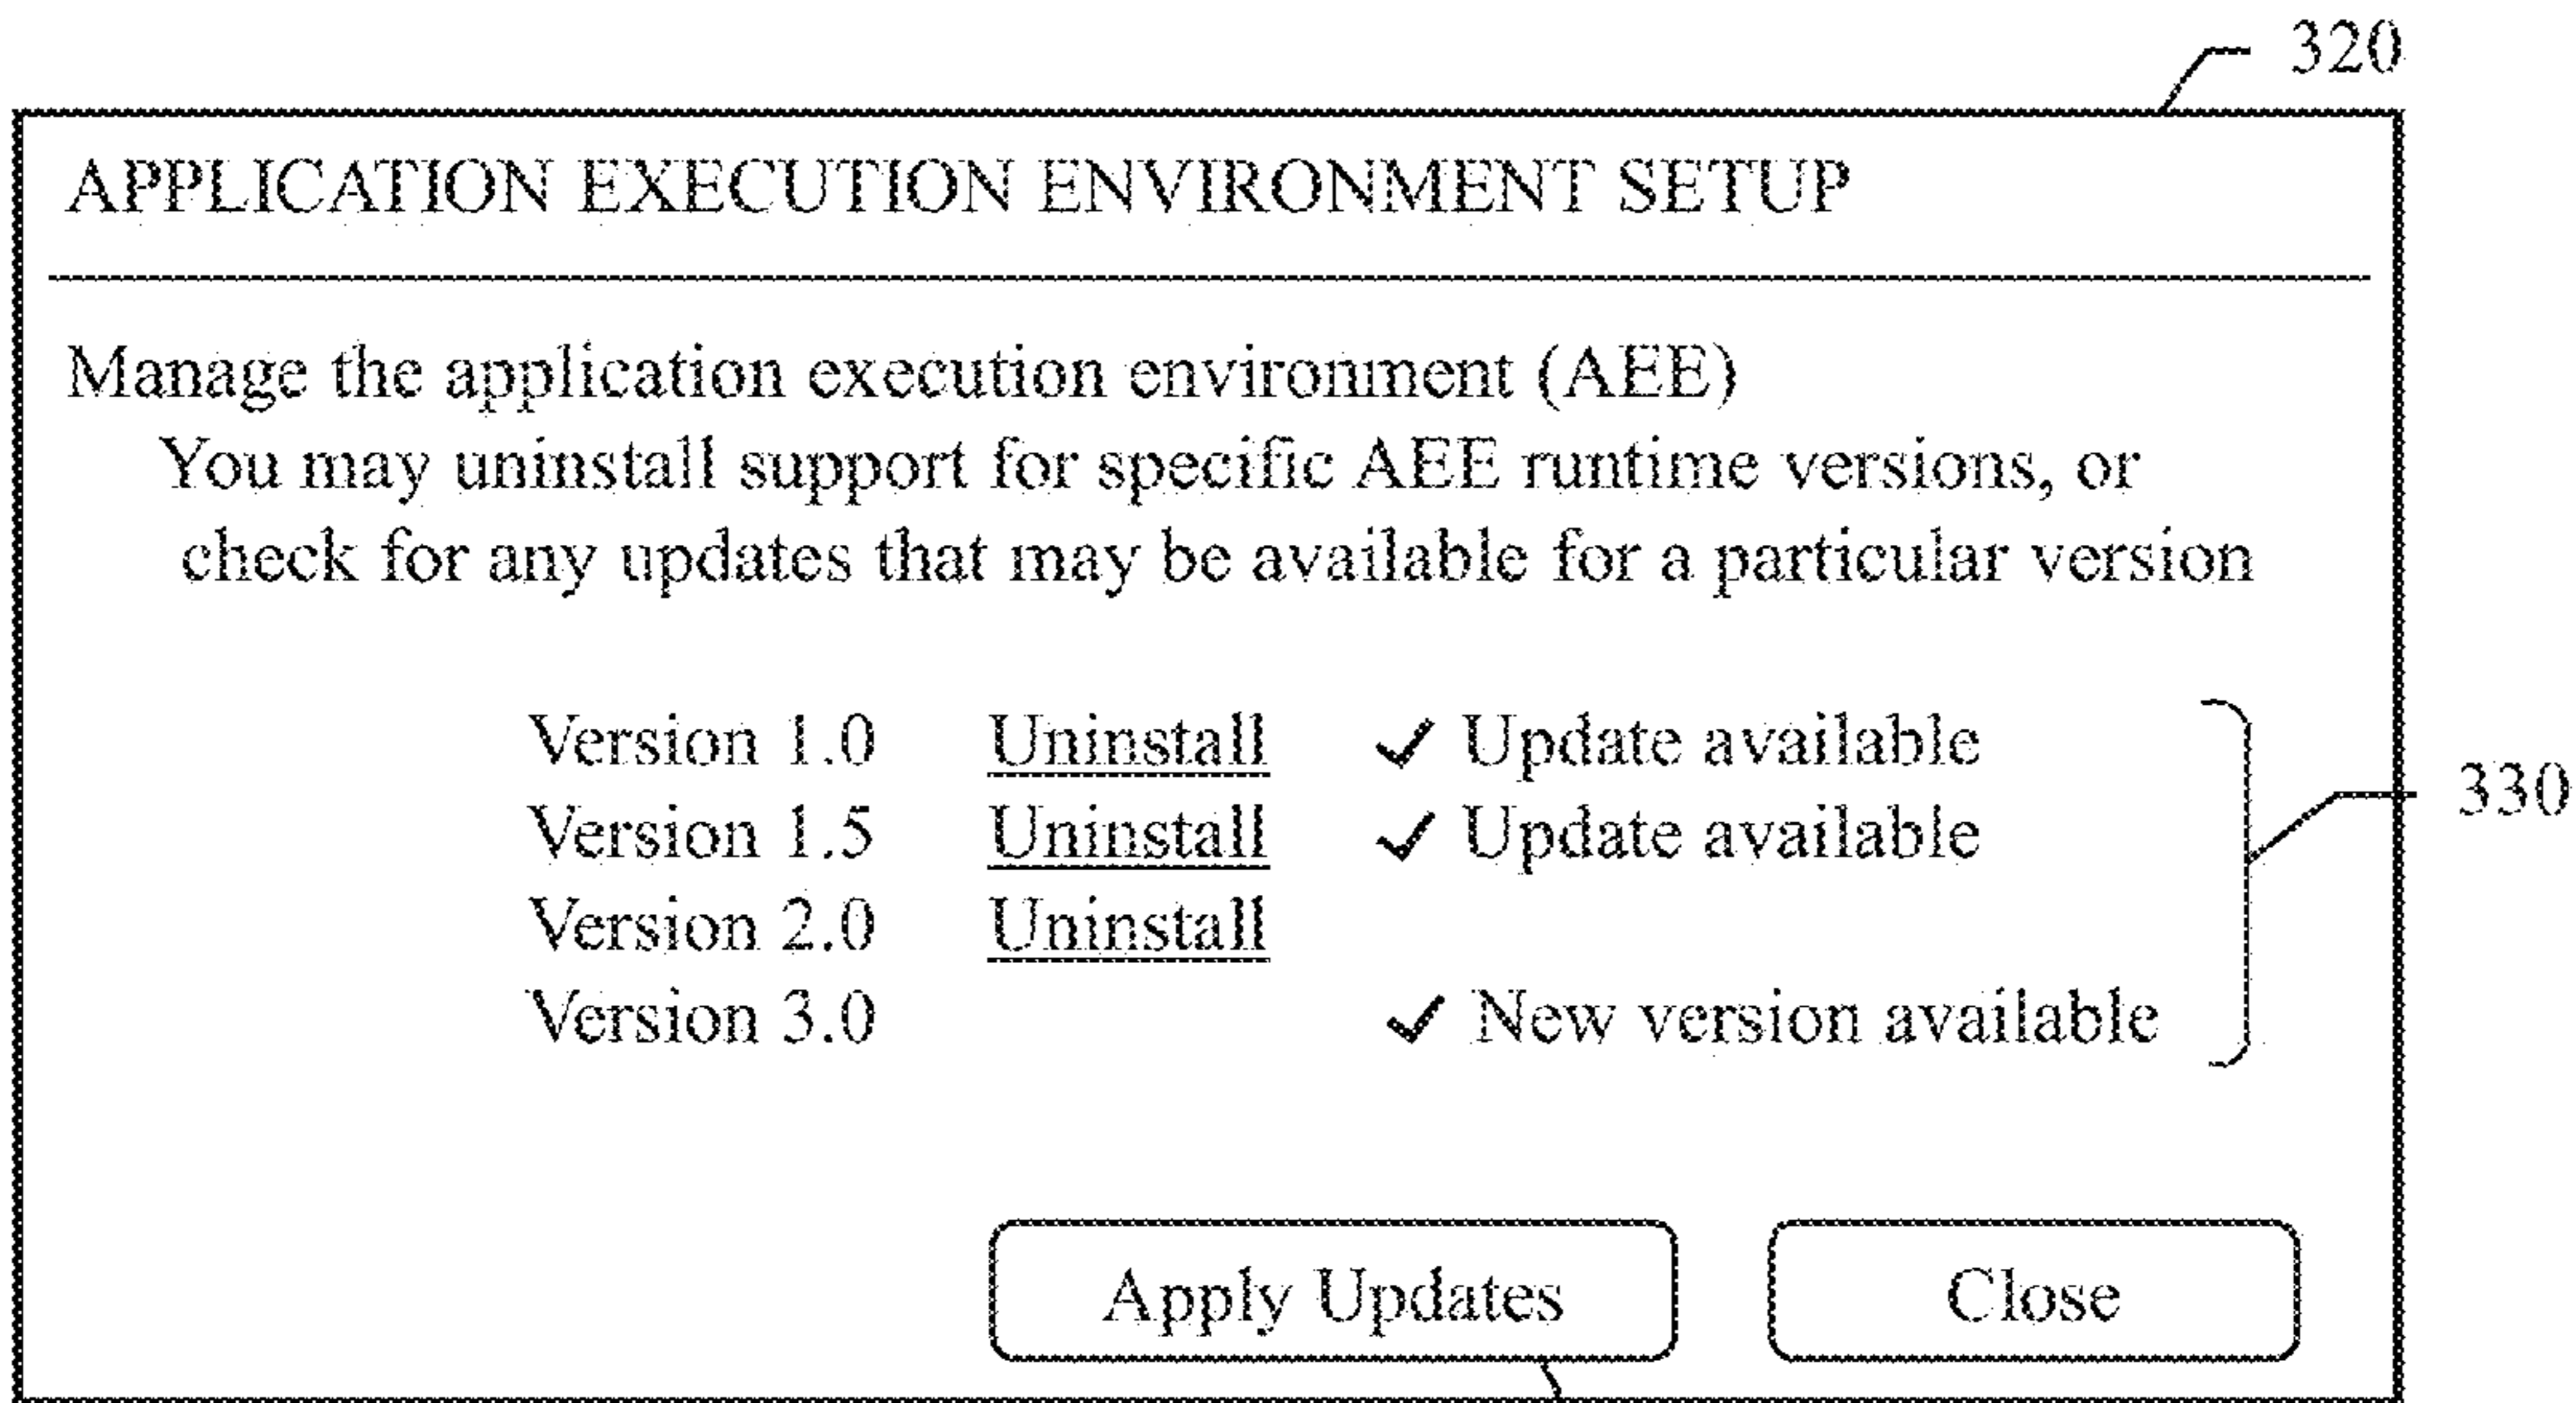 320
APPLICATION EXECUTION ENVIRONMENT SETUP
Manage the application execution environment (AEE)
You may uninstall support for specific AEE runtime versions, or
check for any updates that may be available for a particular version
Version 1.0 Uninstall ✓ Update available
Version 1.5 Uninstall ✓ Update available
330
Version 2.0 Uninstall
Version 3.0 ✓ New version available
Apply Updates Close